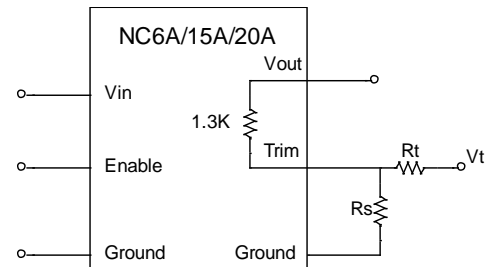 NC6A/15A/20A
Vout
Vin
1.3K
Trim
Rt
Vt
Enable
Rs
Ground
Ground